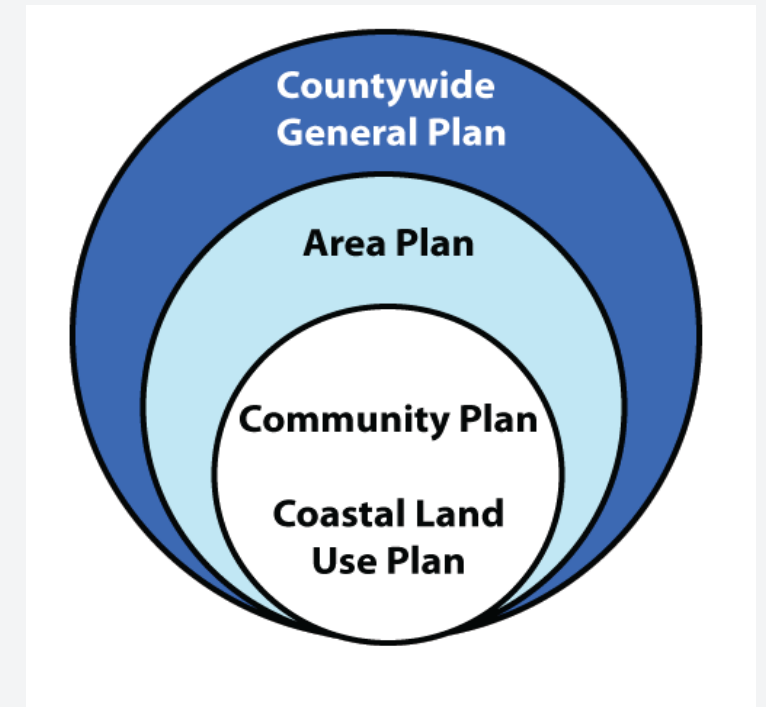 Countywide
General Plan
Area Plan
Community Plan
Coastal Land
Use Plan